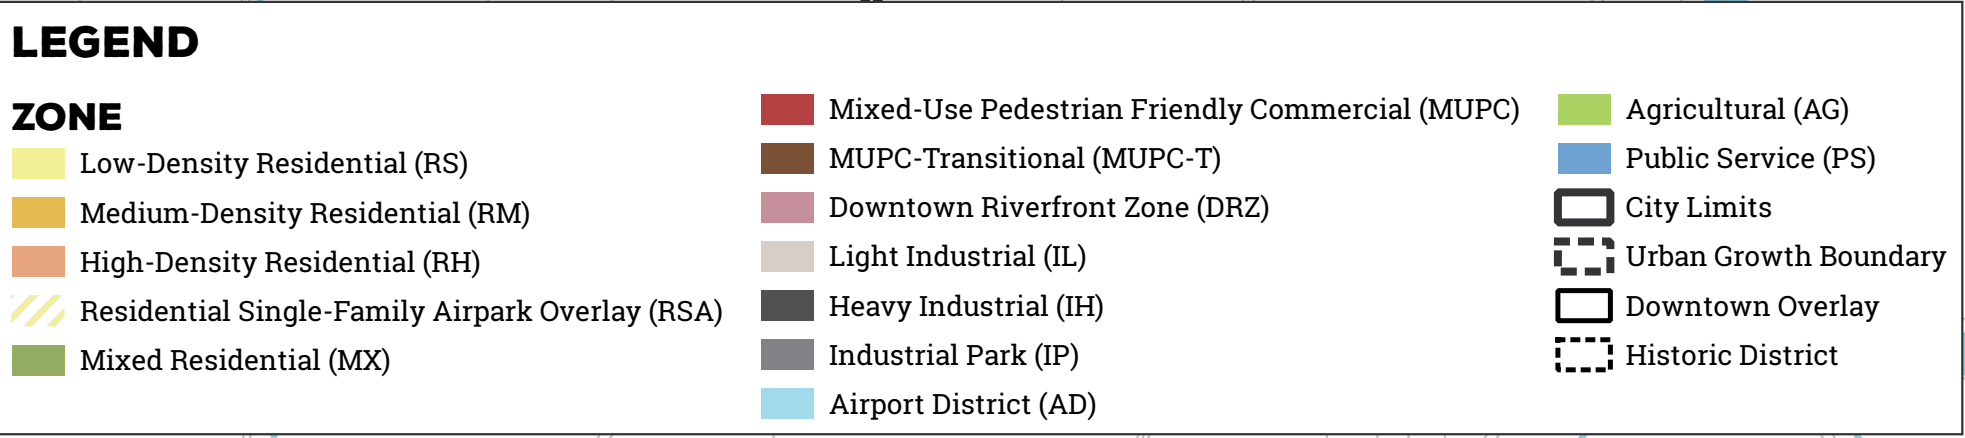 LEGEND
ZONE
Low-Density Residential (RS)
Medium-Density Residential (RM)
High-Density Residential (RH)
Residential Single-Family Airpark Overlay (RSA)
Mixed Residential (MX)
Mixed-Use Pedestrian Friendly Commercial (MUPC)
MUPC-Transitional (MUPC-T)
Downtown Riverfront Zone (DRZ)
Light Industrial (IL)
Heavy Industrial (IH)
Industrial Park (IP)
Airport District (AD)
Agricultural (AG)
Public Service (PS)
City Limits
Urban Growth Boundary
Downtown Overlay
Historic District